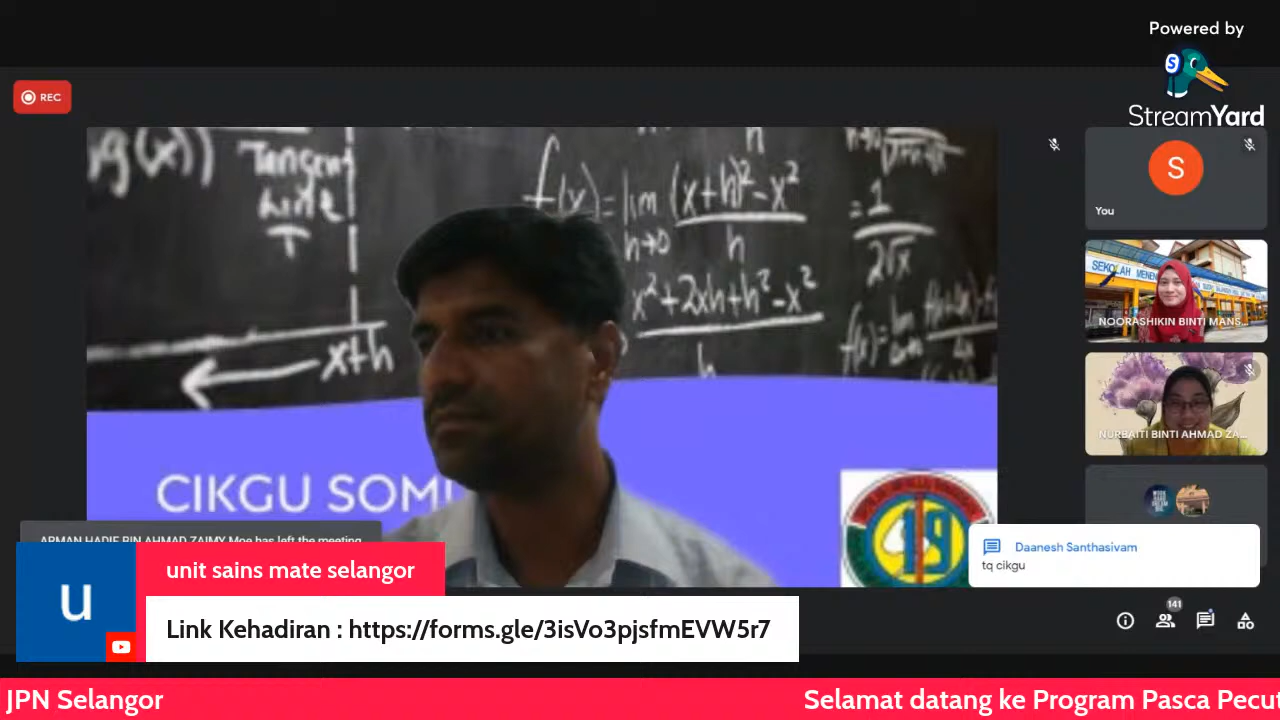 Powered by
StreamYard
REC
g(x))
Tangent
Line
x+h
f(x) = lim (x+h)² - x²
h→0 h
x² + 2xh + h² - x²
h
= 1
2√x
S
You
SEKOLAH MENEN
NOORASHIKIN BINTI MANS...
NURBAITI BINTI AHMAD ZA...
CIKGU SOM
19
ARMAN HADIF BIN AHMAD ZAIMY Moe has left the meeting
Daanesh Santhasivam
tq cikgu
u
unit sains mate selangor
Link Kehadiran : https://forms.gle/3isVo3pjsfmEVW5r7
141
JPN Selangor
Selamat datang ke Program Pasca Pecut